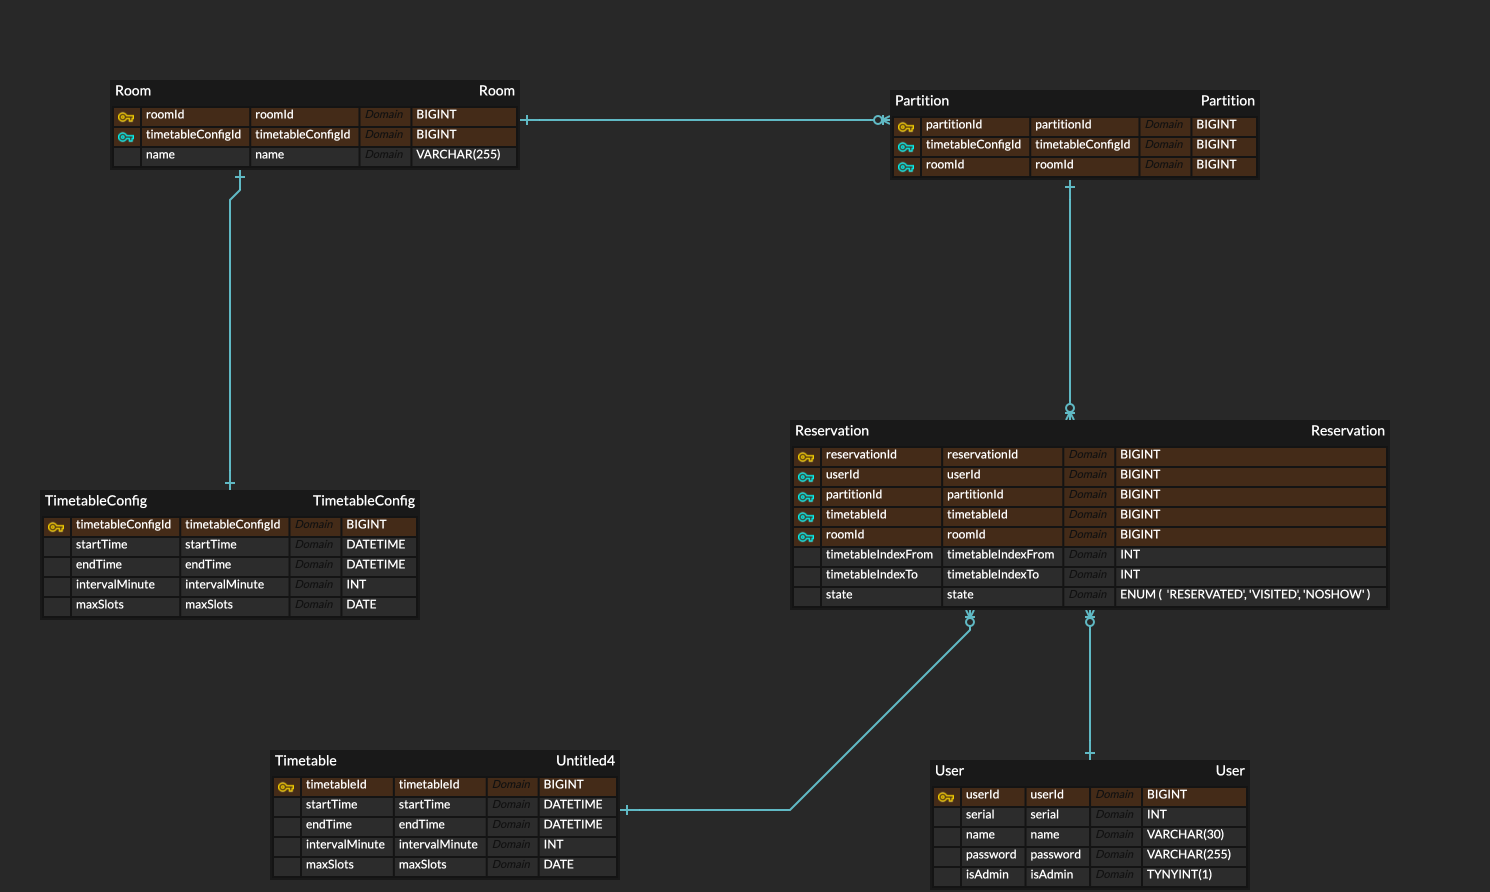 Room Room
roomId roomId Domain BIGINT
timetableConfigId timetableConfigId Domain BIGINT
name name Domain VARCHAR(255)
Partition Partition
partitionId partitionId Domain BIGINT
timetableConfigId timetableConfigId Domain BIGINT
roomId roomId Domain BIGINT
Reservation Reservation
reservationId reservationId Domain BIGINT
userId userId Domain BIGINT
partitionId partitionId Domain BIGINT
timetableId timetableId Domain BIGINT
roomId roomId Domain BIGINT
timetableIndexFrom timetableIndexFrom Domain INT
timetableIndexTo timetableIndexTo Domain INT
state state Domain ENUM ( 'RESERVATED', 'VISITED', 'NOSHOW' )
TimetableConfig TimetableConfig
timetableConfigId timetableConfigId Domain BIGINT
startTime startTime Domain DATETIME
endTime endTime Domain DATETIME
intervalMinute intervalMinute Domain INT
maxSlots maxSlots Domain DATE
Timetable Untitled4
timetableId timetableId Domain BIGINT
startTime startTime Domain DATETIME
endTime endTime Domain DATETIME
intervalMinute intervalMinute Domain INT
maxSlots maxSlots Domain DATE
User User
userId userId Domain BIGINT
serial serial Domain INT
name name Domain VARCHAR(30)
password password Domain VARCHAR(255)
isAdmin isAdmin Domain TYNYINT(1)